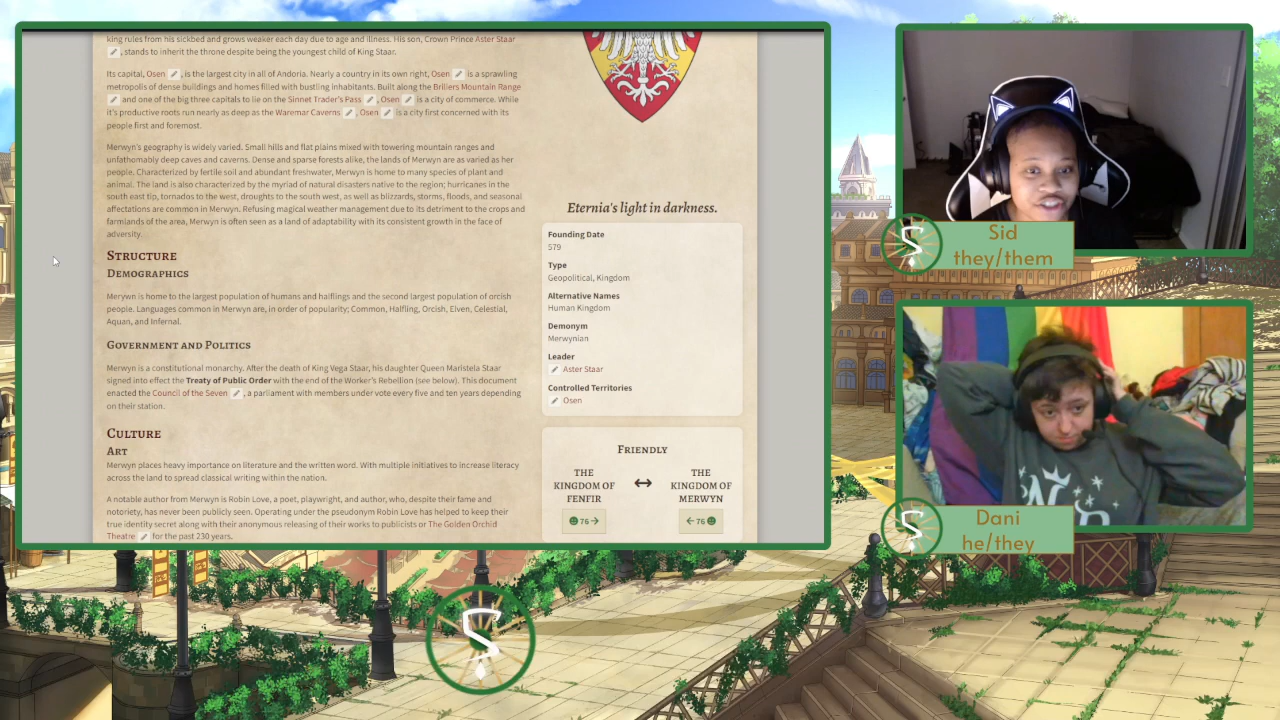 king rules from his sickbed and grows weaker each day due to age and illness. His son, Crown Prince Aster Staar
, stands to inherit the throne despite being the youngest child of King Staar.
Its capital, Osen , is the largest city in all of Andoria. Nearly a country in its own right, Osen is a sprawling
metropolis of dense buildings and homes filled with bustling inhabitants. Built along the Brillers Mountain Range
and one of the big three capitals to lie on the Sinnet Trader's Pass , Osen is a city of commerce. While
it's productive roots run nearly as deep as the Waremar Caverns , Osen is a city first concerned with its
people first and foremost.
Merwyn's geography is widely varied. Small hills and flat plains mixed with towering mountain ranges and
unfathomably deep caves and caverns. Dense and sparse forests alike, the lands of Merwyn are as varied as her
people. Characterized by fertile soil and abundant freshwater, Merwyn is home to many species of plant and
animal. The land is also characterized by the myriad of natural disasters native to the region; hurricanes in the
south east tip, tornados to the west, droughts to the south west, as well as blizzards, storms, floods, and seasonal
affectations are common in Merwyn. Refusing magical weather management due to its detriment to the crops and
farmlands of the area, Merwyn is often seen as a land of adaptability with its consistent growth in the face of
adversity.
Structure
Demographics
Merwyn is home to the largest population of humans and halflings and the second largest population of orcish
people. Languages common in Merwyn are, in order of popularity; Common, Halfling, Orcish, Elven, Celestial,
Aquan, and Infernal.
Government and Politics
Merwyn is a constitutional monarchy. After the death of King Vega Staar, his daughter Queen Maristela Staar
signed into effect the Treaty of Public Order with the end of the Worker's Rebellion (see below). This document
enacted the Council of the Seven , a parliament with members under vote every five and ten years depending
on their station.
Culture
Art
Merwyn places heavy importance on literature and the written word. With multiple initiatives to increase literacy
across the land to spread classical writing within the nation.
A notable author from Merwyn is Robin Love, a poet, playwright, and author, who, despite their fame and
notoriety, has never been publicly seen. Operating under the pseudonym Robin Love has helped to keep their
true identity secret along with their anonymous releasing of their works to publicists or The Golden Orchid
Theatre for the past 230 years.
Eternia's light in darkness.
Founding Date
579
Type
Geopolitical, Kingdom
Alternative Names
Human Kingdom
Demonym
Merwynian
Leader
Aster Staar
Controlled Territories
Osen
Friendly
THE
KINGDOM OF
FENFIR
76
THE
KINGDOM OF
MERWYN
76
Sid
they/them
Dani
he/they
S
S
S